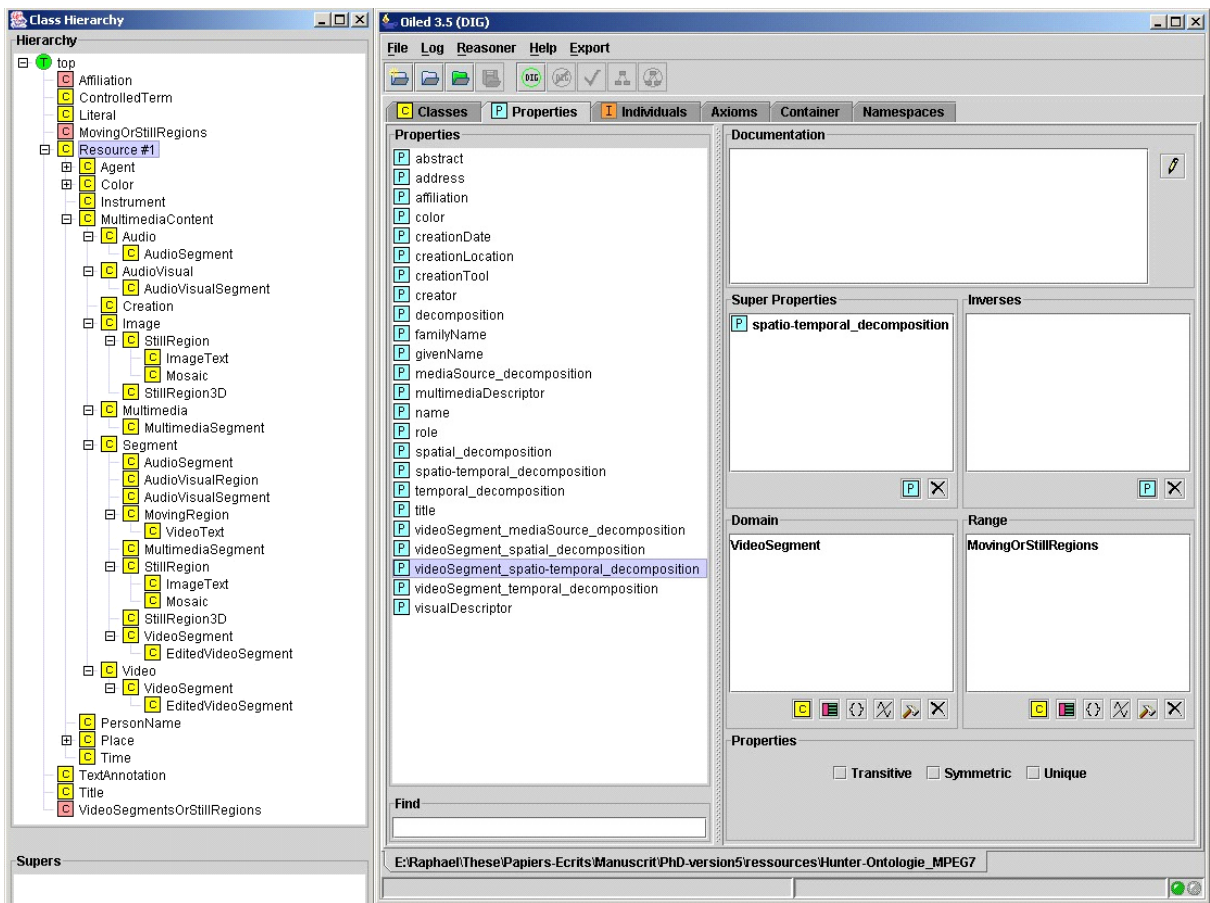 Class Hierarchy
Hierarchy
T top
C Affiliation
C ControlledTerm
C Literal
C MovingOrStillRegions
C Resource #1
C Agent
C Color
C Instrument
C MultimediaContent
C Audio
C AudioSegment
C AudioVisual
C AudioVisualSegment
C Creation
C Image
C StillRegion
C ImageText
C Mosaic
C StillRegion3D
C Multimedia
C MultimediaSegment
C Segment
C AudioSegment
C AudioVisualRegion
C AudioVisualSegment
C MovingRegion
C VideoText
C MultimediaSegment
C StillRegion
C ImageText
C Mosaic
C StillRegion3D
C VideoSegment
C EditedVideoSegment
C Video
C VideoSegment
C EditedVideoSegment
C PersonName
C Place
C Time
C TextAnnotation
C Title
C VideoSegmentsOrStillRegions
Supers
Oiled 3.5 (DIG)
File Log Reasoner Help Export
DIG
C Classes P Properties I Individuals Axioms Container Namespaces
Properties
P abstract
P address
P affiliation
P color
P creationDate
P creationLocation
P creationTool
P creator
P decomposition
P familyName
P givenName
P mediaSource_decomposition
P multimediaDescriptor
P name
P role
P spatial_decomposition
P spatio-temporal_decomposition
P temporal_decomposition
P title
P videoSegment_mediaSource_decomposition
P videoSegment_spatial_decomposition
P videoSegment_spatio-temporal_decomposition
P videoSegment_temporal_decomposition
P visualDescriptor
Find
Documentation
Super Properties
P spatio-temporal_decomposition
P
Inverses
P
Domain
VideoSegment
C {}
Range
MovingOrStillRegions
C {}
Properties
Transitive Symmetric Unique
E:\Raphael\These\Papiers-Ecrits\Manuscrit\PhD-version5\ressources\Hunter-Ontologie_MPEG7